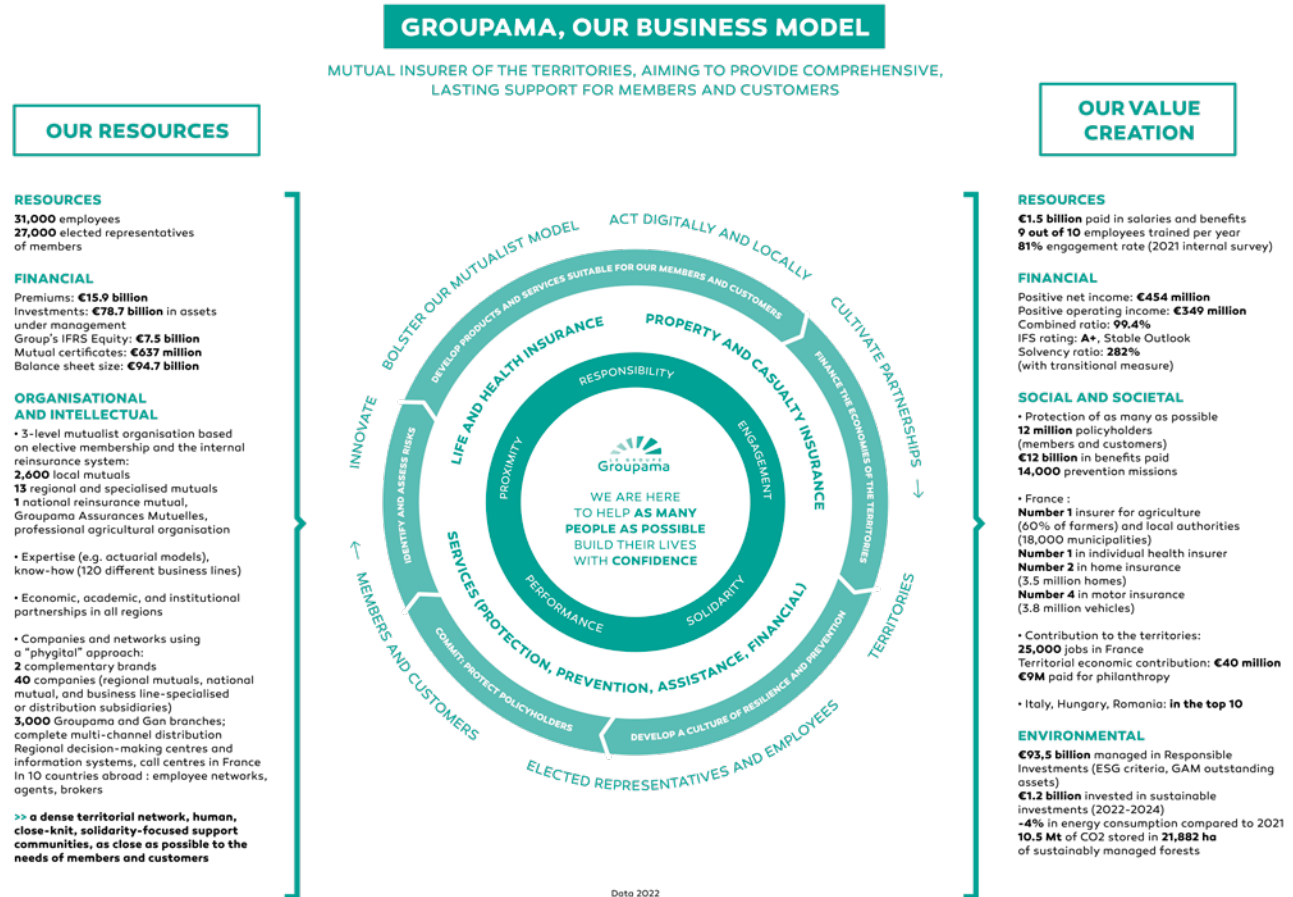 GROUPAMA, OUR BUSINESS MODEL
MUTUAL INSURER OF THE TERRITORIES, AIMING TO PROVIDE COMPREHENSIVE,
LASTING SUPPORT FOR MEMBERS AND CUSTOMERS
OUR RESOURCES
RESOURCES
31,000 employees
27,000 elected representatives
of members
FINANCIAL
Premiums: €15.9 billion
Investments: €78.7 billion in assets
under management
Group's IFRS Equity: €7.5 billion
Mutual certificates: €637 million
Balance sheet size: €94.7 billion
ORGANISATIONAL
AND INTELLECTUAL
• 3-level mutualist organisation based
on elective membership and the internal
reinsurance system:
2,600 local mutuals
13 regional and specialised mutuals
1 national reinsurance mutual,
Groupama Assurances Mutuelles,
professional agricultural organisation
• Expertise (e.g. actuarial models),
know-how (120 different business lines)
• Economic, academic, and institutional
partnerships in all regions
• Companies and networks using
a "phygital" approach:
2 complementary brands
40 companies (regional mutuals, national
mutual, and business line-specialised
or distribution subsidiaries)
3,000 Groupama and Gan branches;
complete multi-channel distribution
Regional decision-making centres and
information systems, call centres in France
In 10 countries abroad : employee networks,
agents, brokers
>> a dense territorial network, human,
close-knit, solidarity-focused support
communities, as close as possible to the
needs of members and customers
INNOVATE
BOLSTER OUR MUTUALIST MODEL
ACT DIGITALLY AND LOCALLY
CULTIVATE PARTNERSHIPS →
TERRITORIES
ELECTED REPRESENTATIVES AND EMPLOYEES
MEMBERS AND CUSTOMERS →
IDENTIFY AND ASSESS RISKS
DEVELOP PRODUCTS AND SERVICES SUITABLE FOR OUR MEMBERS AND CUSTOMERS
FINANCE THE ECONOMIES OF THE TERRITORIES
DEVELOP A CULTURE OF RESILIENCE AND PREVENTION
COMMIT: PROTECT POLICYHOLDERS
LIFE AND HEALTH INSURANCE
PROPERTY AND CASUALTY INSURANCE
SERVICES (PROTECTION, PREVENTION, ASSISTANCE, FINANCIAL)
RESPONSIBILITY
ENGAGEMENT
SOLIDARITY
PERFORMANCE
PROXIMITY
LE GROUPE
Groupama
WE ARE HERE
TO HELP AS MANY
PEOPLE AS POSSIBLE
BUILD THEIR LIVES
WITH CONFIDENCE
OUR VALUE
CREATION
RESOURCES
€1.5 billion paid in salaries and benefits
9 out of 10 employees trained per year
81% engagement rate (2021 internal survey)
FINANCIAL
Positive net income: €454 million
Positive operating income: €349 million
Combined ratio: 99.4%
IFS rating: A+, Stable Outlook
Solvency ratio: 282%
(with transitional measure)
SOCIAL AND SOCIETAL
• Protection of as many as possible
12 million policyholders
(members and customers)
€12 billion in benefits paid
14,000 prevention missions
• France :
Number 1 insurer for agriculture
(60% of farmers) and local authorities
(18,000 municipalities)
Number 1 in individual health insurer
Number 2 in home insurance
(3.5 million homes)
Number 4 in motor insurance
(3.8 million vehicles)
• Contribution to the territories:
25,000 jobs in France
Territorial economic contribution: €40 million
€9M paid for philanthropy
• Italy, Hungary, Romania: in the top 10
ENVIRONMENTAL
€93,5 billion managed in Responsible
Investments (ESG criteria, GAM outstanding
assets)
€1.2 billion invested in sustainable
investments (2022-2024)
-4% in energy consumption compared to 2021
10.5 Mt of CO2 stored in 21,882 ha
of sustainably managed forests
Data 2022